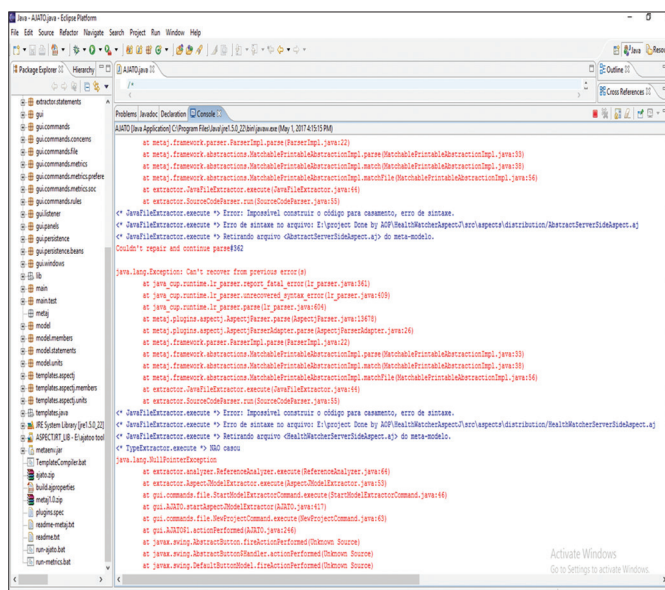 Java - AJATO.java - Eclipse Platform
File Edit Source Refactor Navigate Search Project Run Window Help
Java Resou
Package Explorer Hierarchy
AJATO.java
Outline
/*
Cross References
extractor.statements
gui
gui.commands
gui.commands.concerns
gui.commands.file
gui.commands.metrics
gui.commands.metrics.prefere
gui.commands.metrics.soc
gui.commands.rules
gui.listener
gui.panels
gui.persistence
gui.persistence.beans
gui.windows
lib
main
main.test
metaj
model
model.members
model.statements
model.units
templates.aspectj
templates.aspectj.members
templates.aspectj.units
templates.java
JRE System Library [jre1.5.0_22]
ASPECTJRT_LIB - E:\ajatoo tool
metaenv.jar
TemplateCompiler.bat
ajato.zip
build.ajproperties
metaj1.0.zip
plugins.spec
readme-metaj.txt
readme.txt
run-ajato.bat
run-metrics.bat
Problems Javadoc Declaration Console
AJATO [Java Application] C:\Program Files\Java\jre1.5.0_22\bin\javaw.exe (May 1, 2017 4:15:15 PM)
at metaj.framework.parser.ParserImpl.parse(ParserImpl.java:22)
at metaj.framework.abstractions.MatchablePrintableAbstractionImpl.parse(MatchablePrintableAbstractionImpl.java:33)
at metaj.framework.abstractions.MatchablePrintableAbstractionImpl.match(MatchablePrintableAbstractionImpl.java:38)
at metaj.framework.abstractions.MatchablePrintableAbstractionImpl.matchFile(MatchablePrintableAbstractionImpl.java:56)
at extractor.JavaFileExtractor.execute(JavaFileExtractor.java:44)
at extractor.SourceCodeParser.run(SourceCodeParser.java:55)
<* JavaFileExtractor.execute *> Error: Impossível construir o código para casamento, erro de sintaxe.
<* JavaFileExtractor.execute *> Erro de sintaxe no arquivo: E:\project Done by AOP\HealthWatcherAspectJ\src\aspects\distribution/AbstractServerSideAspect.aj
<* JavaFileExtractor.execute *> Retirando arquivo <AbstractServerSideAspect.aj> do meta-modelo.
Couldn't repair and continue parse#362
java.lang.Exception: Can't recover from previous error(s)
at java_cup.runtime.lr_parser.report_fatal_error(lr_parser.java:361)
at java_cup.runtime.lr_parser.unrecovered_syntax_error(lr_parser.java:409)
at java_cup.runtime.lr_parser.parse(lr_parser.java:604)
at metaj.plugins.aspectj.AspectjParser.parse(AspectjParser.java:13678)
at metaj.plugins.aspectj.AspectjParserAdapter.parse(AspectjParserAdapter.java:26)
at metaj.framework.parser.ParserImpl.parse(ParserImpl.java:22)
at metaj.framework.abstractions.MatchablePrintableAbstractionImpl.parse(MatchablePrintableAbstractionImpl.java:33)
at metaj.framework.abstractions.MatchablePrintableAbstractionImpl.match(MatchablePrintableAbstractionImpl.java:38)
at metaj.framework.abstractions.MatchablePrintableAbstractionImpl.matchFile(MatchablePrintableAbstractionImpl.java:56)
at extractor.JavaFileExtractor.execute(JavaFileExtractor.java:44)
at extractor.SourceCodeParser.run(SourceCodeParser.java:55)
<* JavaFileExtractor.execute *> Error: Impossível construir o código para casamento, erro de sintaxe.
<* JavaFileExtractor.execute *> Erro de sintaxe no arquivo: E:\project Done by AOP\HealthWatcherAspectJ\src\aspects\distribution/HealthWatcherServerSideAspect.aj
<* JavaFileExtractor.execute *> Retirando arquivo <HealthWatcherServerSideAspect.aj> do meta-modelo.
<* TypeExtractor.execute *> NAO casou
java.lang.NullPointerException
at extractor.analyzer.ReferenceAnalyzer.execute(ReferenceAnalyzer.java:64)
at extractor.AspectJModelExtractor.execute(AspectJModelExtractor.java:53)
at gui.commands.file.StartModelExtractorCommand.execute(StartModelExtractorCommand.java:46)
at gui.AJATO.startAspectJModelExtractor(AJATO.java:417)
at gui.commands.file.NewProjectCommand.execute(NewProjectCommand.java:63)
at gui.AJATO$1.actionPerformed(AJATO.java:246)
at javax.swing.AbstractButton.fireActionPerformed(Unknown Source)
at javax.swing.AbstractButton$Handler.actionPerformed(Unknown Source)
at javax.swing.DefaultButtonModel.fireActionPerformed(Unknown Source)
Activate Windows
Go to Settings to activate Windows.